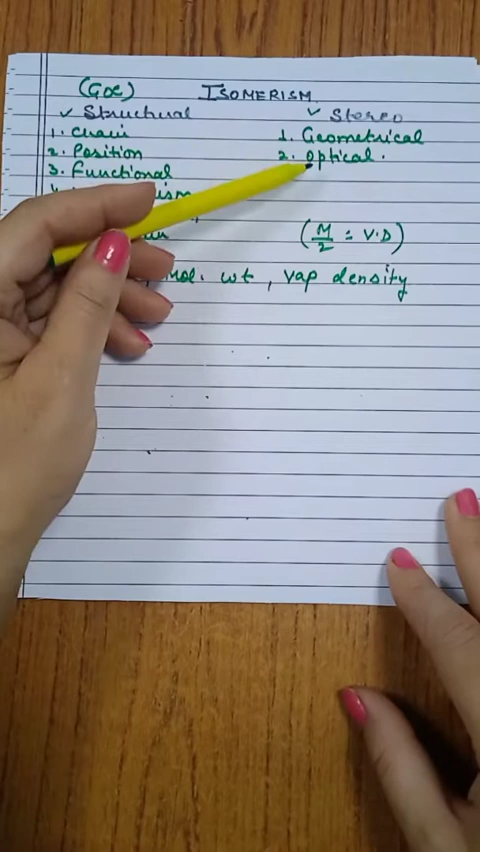 (GOC) ISOMERISM
✓ Structural
1. Chain
2. Position
3. Functional
✓ Stereo
1. Geometrical
2. Optical.
(M/2 = V.D)
mol. wt, vap density